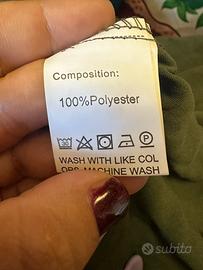 Composition:
100%Polyester
WASH WITH LIKE COL
ORS, MACHINE WASH
subito